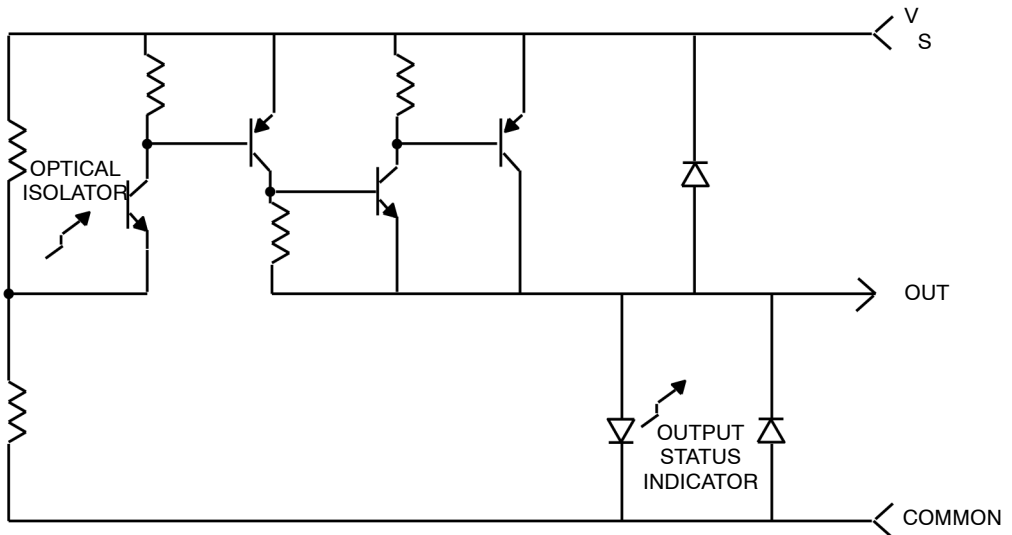 V
S
OPTICAL
ISOLATOR
OUT
OUTPUT
STATUS
INDICATOR
COMMON